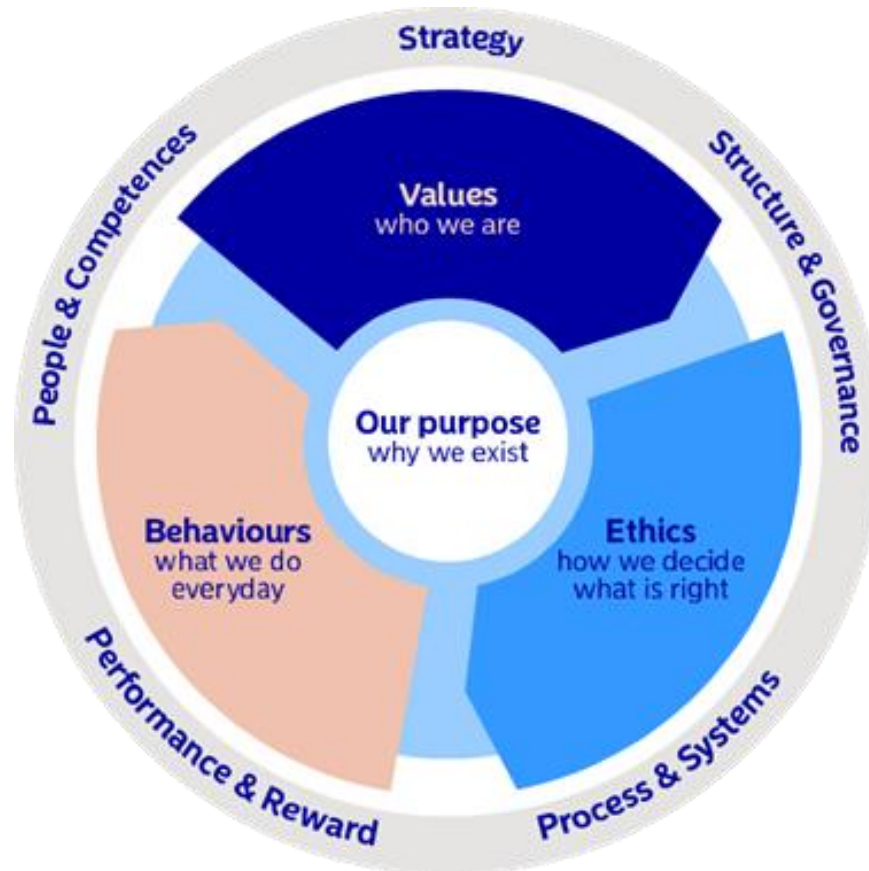 Strategy
Structure & Governance
Process & Systems
Performance & Reward
People & Competences
Values
who we are
Our purpose
why we exist
Behaviours
what we do
everyday
Ethics
how we decide
what is right